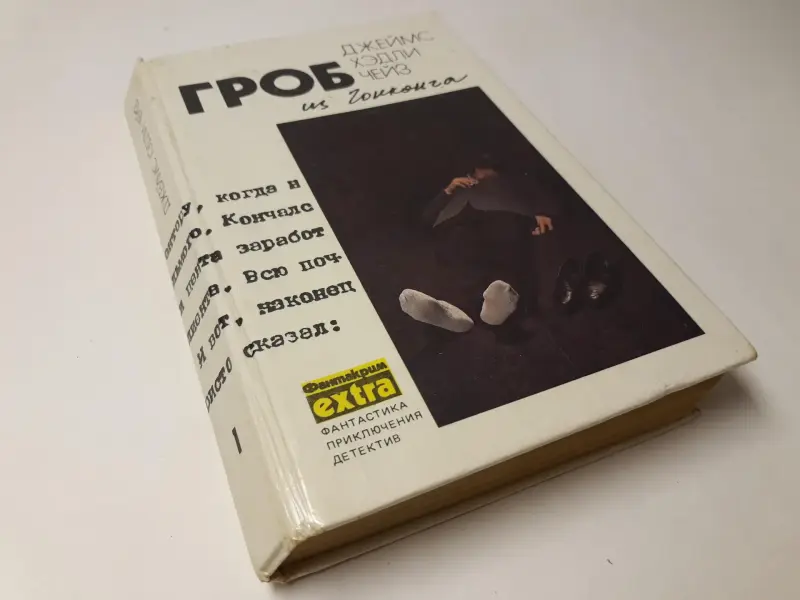 ДЖЕЙМС
ХЭДЛИ
ЧЕЙЗ
ГРОБ
из Гонконга
когда н
Кончалс
и цента заработ
Всю поч-
И вот, наконец
сказал:
Фантакрим
extra
ФАНТАСТИКА
ПРИКЛЮЧЕНИЯ
ДЕТЕКТИВ
1